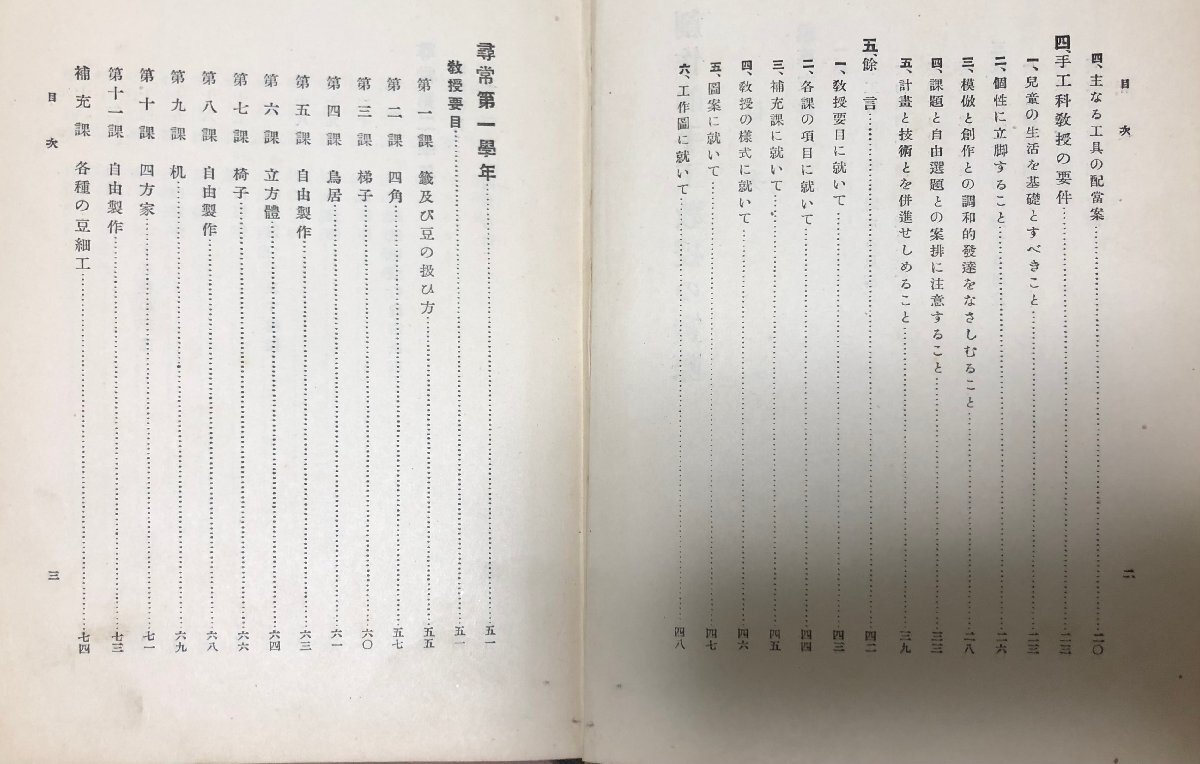 目次
四、主なる工具の配當案……二〇
四、手工科教授の要件……二三
一、兒童の生活を基礎とすべきこと……二三
二、個性に立脚すること……二六
三、模倣と創作との調和的發達をなさしむること……二八
四、課題と自由選題との案排に注意すること……三三
五、計畫と技術とを併進せしめること……三九
五、餘言……四二
一、教授要目に就いて……四三
二、各課の項目に就いて……四四
三、補充課に就いて……四五
四、教授の樣式に就いて……四六
五、圖案に就いて……四七
六、工作圖に就いて……四八
二
尋常第一學年……五一
教授要目……五一
第一課 籤及び豆の扱ひ方……五五
第二課 四角……五七
第三課 梯子……六〇
第四課 鳥居……六一
第五課 自由製作……六三
第六課 立方體……六四
第七課 椅子……六六
第八課 自由製作……六八
第九課 机……六九
第十課 四方家……七一
第十一課 自由製作……七三
補充課 各種の豆細工……七四
目次
三